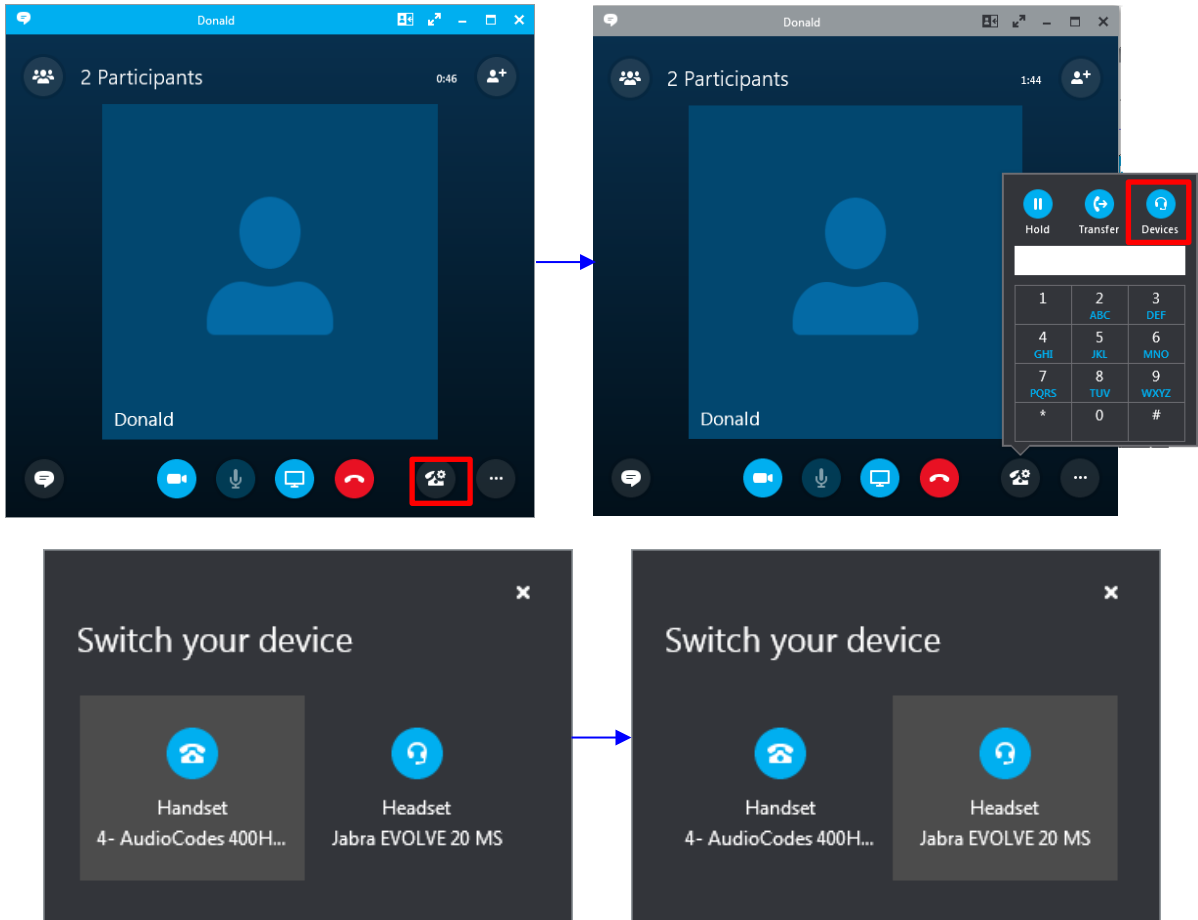 Donald
2 Participants
0:46
Donald
Donald
2 Participants
1:44
Donald
Hold Transfer Devices
1 2 3
ABC DEF
4 5 6
GHI JKL MNO
7 8 9
PQRS TUV WXYZ
* 0 #
Switch your device
Handset Headset
4- AudioCodes 400H... Jabra EVOLVE 20 MS
Switch your device
Handset Headset
4- AudioCodes 400H... Jabra EVOLVE 20 MS